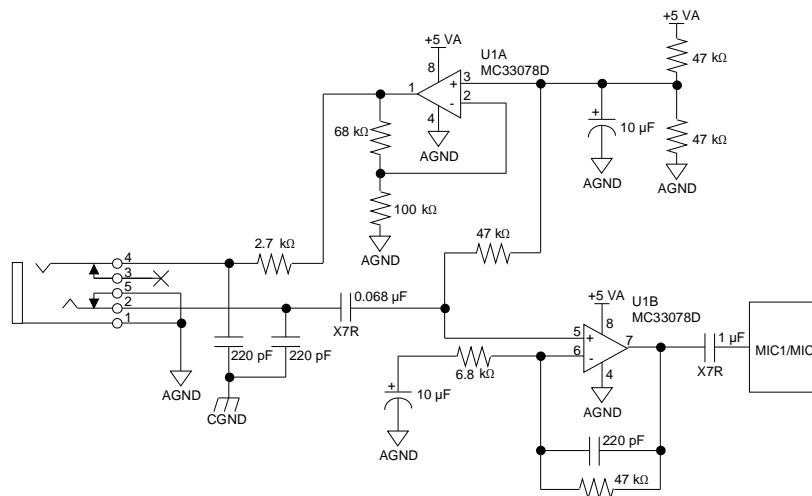 +5 VA
+5 VA
U1A
MC33078D
47 kΩ
8
1
3
+
2
-
4
AGND
68 kΩ
+
10 µF
AGND
47 kΩ
AGND
100 kΩ
AGND
2.7 kΩ
47 kΩ
4
3
5
2
1
0.068 µF
X7R
+5 VA
U1B
MC33078D
8
5
+
6
-
7
4
AGND
1 µF
X7R
MIC1/MIC
220 pF
220 pF
6.8 kΩ
+
10 µF
AGND
AGND
CGND
220 pF
47 kΩ